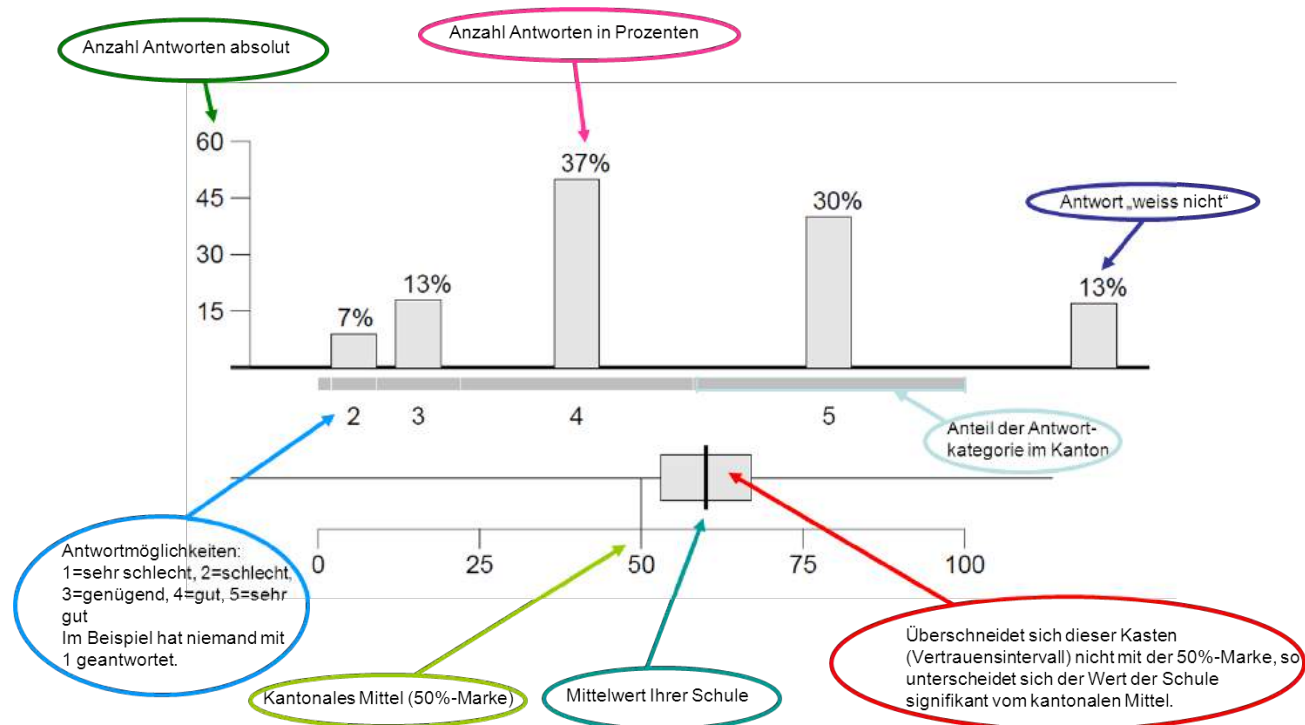 Anzahl Antworten absolut
Anzahl Antworten in Prozenten
60
45
30
15
7%
13%
37%
30%
13%
Antwort „weiss nicht“
2 3 4 5
Anteil der Antwort-
kategorie im Kanton
0 25 50 75 100
Antwortmöglichkeiten:
1=sehr schlecht, 2=schlecht,
3=genügend, 4=gut, 5=sehr
gut
Im Beispiel hat niemand mit
1 geantwortet.
Kantonales Mittel (50%-Marke)
Mittelwert Ihrer Schule
Überschneidet sich dieser Kasten
(Vertrauensintervall) nicht mit der 50%-Marke, so
unterscheidet sich der Wert der Schule
signifikant vom kantonalen Mittel.